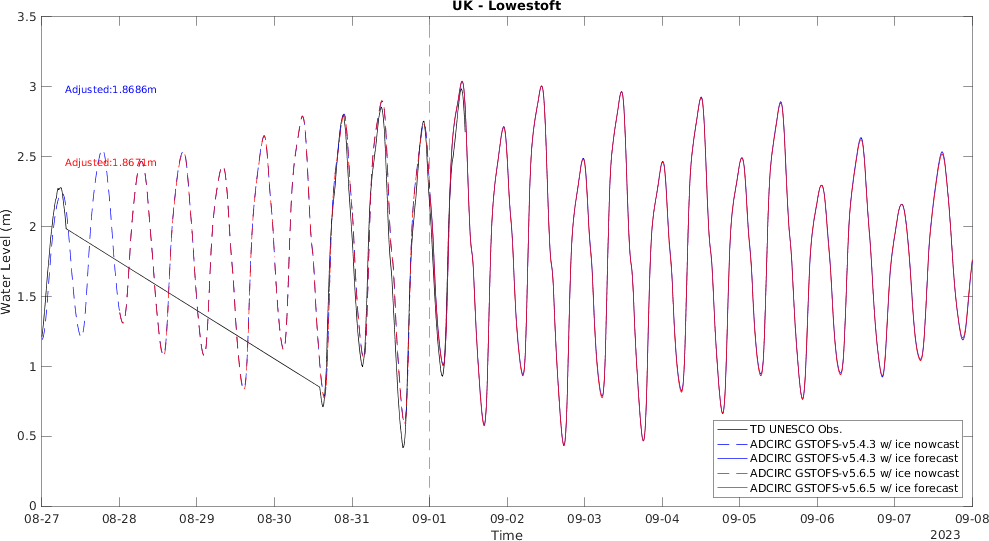 UK - Lowestoft
3.5
3
2.5
2
1.5
1
0.5
0
Water Level (m)
Adjusted:1.8686m
Adjusted:1.8671m
TD UNESCO Obs.
ADCIRC GSTOFS-v5.4.3 w/ ice nowcast
ADCIRC GSTOFS-v5.4.3 w/ ice forecast
ADCIRC GSTOFS-v5.6.5 w/ ice nowcast
ADCIRC GSTOFS-v5.6.5 w/ ice forecast
08-27 08-28 08-29 08-30 08-31 09-01 09-02 09-03 09-04 09-05 09-06 09-07 09-08
Time
2023